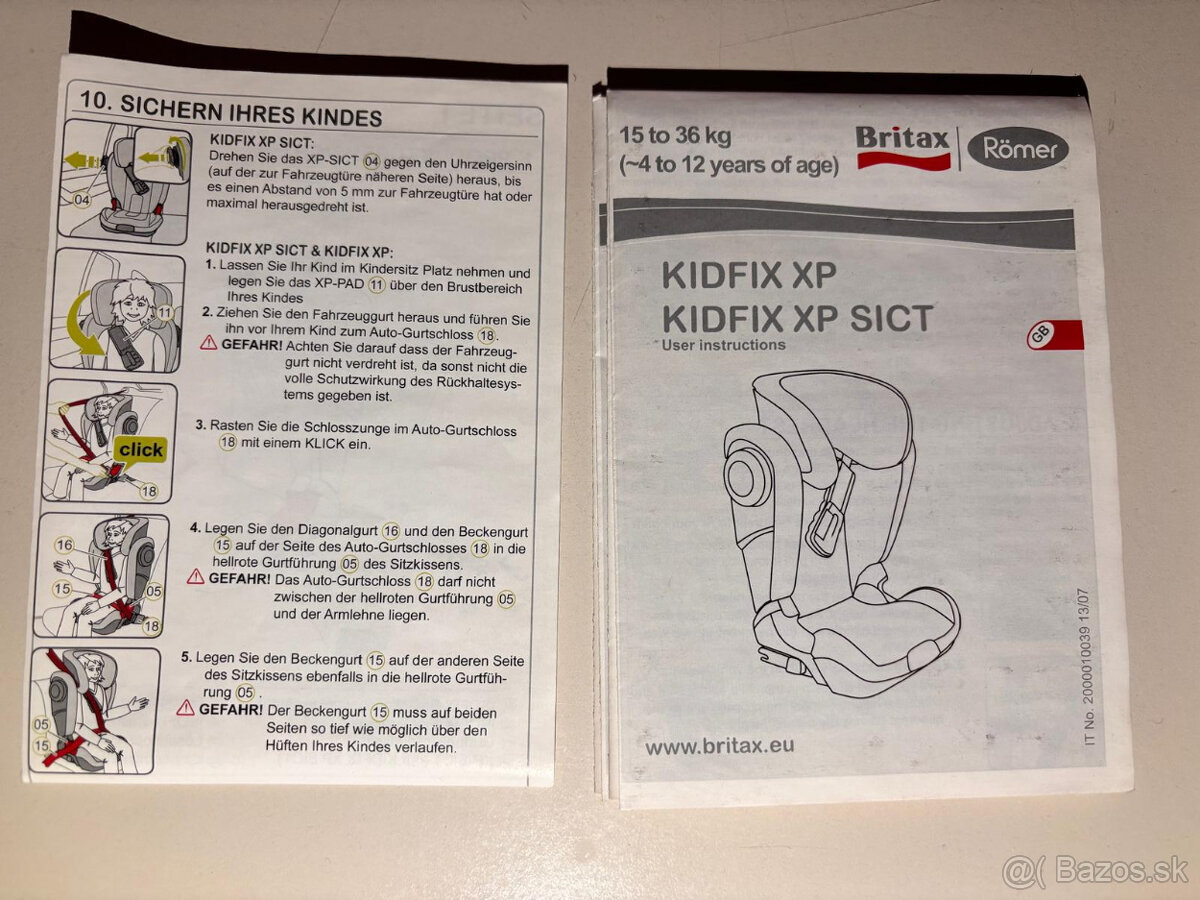 10. SICHERN IHRES KINDES
KIDFIX XP SICT:
Drehen Sie das XP-SICT 04 gegen den Uhrzeigersinn
(auf der zur Fahrzeugtüre näheren Seite) heraus, bis
es einen Abstand von 5 mm zur Fahrzeugtüre hat oder
maximal herausgedreht ist.
04
KIDFIX XP SICT & KIDFIX XP:
1. Lassen Sie Ihr Kind im Kindersitz Platz nehmen und
legen Sie das XP-PAD 11 über den Brustbereich
Ihres Kindes
11
2. Ziehen Sie den Fahrzeuggurt heraus und führen Sie
ihn vor Ihrem Kind zum Auto-Gurtschloss 18.
GEFAHR! Achten Sie darauf dass der Fahrzeug-
gurt nicht verdreht ist, da sonst nicht die
volle Schutzwirkung des Rückhaltesys-
tems gegeben ist.
3. Rasten Sie die Schlosszunge im Auto-Gurtschloss
18 mit einem KLICK ein.
click
18
4. Legen Sie den Diagonalgurt 16 und den Beckengurt
15 auf der Seite des Auto-Gurtschlosses 18 in die
hellrote Gurtführung 05 des Sitzkissens.
GEFAHR! Das Auto-Gurtschloss 18 darf nicht
zwischen der hellroten Gurtführung 05
und der Armlehne liegen.
16
15
05
18
5. Legen Sie den Beckengurt 15 auf der anderen Seite
des Sitzkissens ebenfalls in die hellrote Gurtfüh-
rung 05 .
GEFAHR! Der Beckengurt 15 muss auf beiden
Seiten so tief wie möglich über den
Hüften Ihres Kindes verlaufen.
05
15
15 to 36 kg
(~4 to 12 years of age)
Britax
Römer
KIDFIX XP
KIDFIX XP SICT
User instructions
GB
IT No. 2000010039 13/07
www.britax.eu
@( Bazos.sk